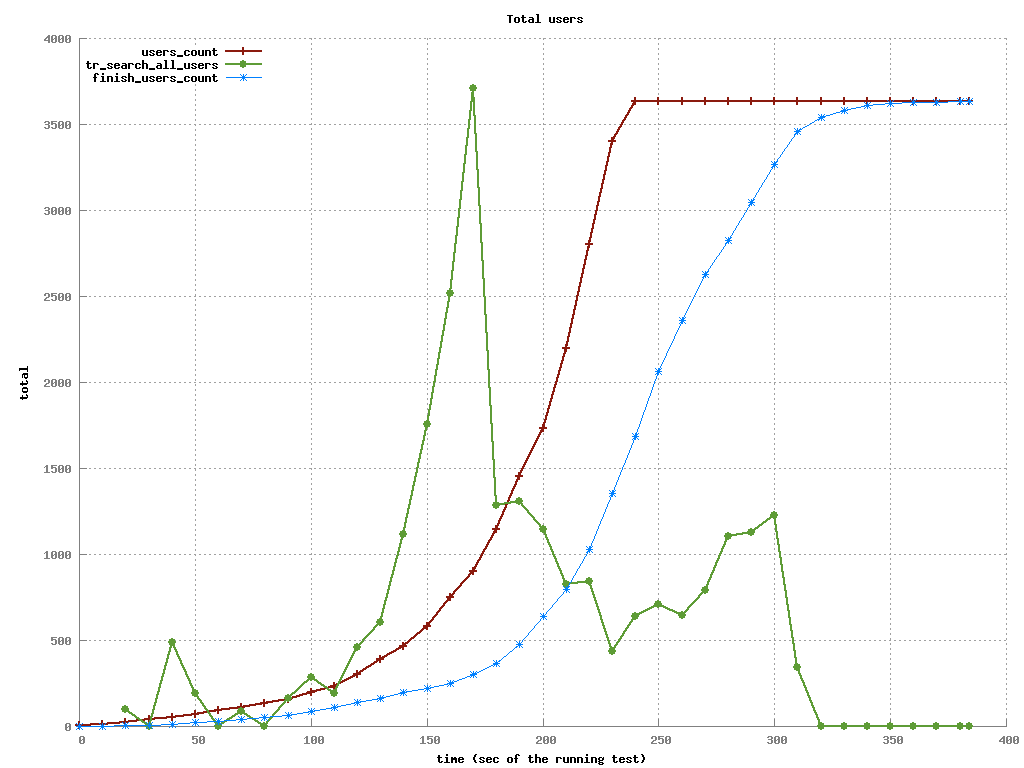 Total users
4000
users_count
tr_search_all_users
finish_users_count
3500
3000
2500
2000
total
1500
1000
500
0
0 50 100 150 200 250 300 350 400
time (sec of the running test)